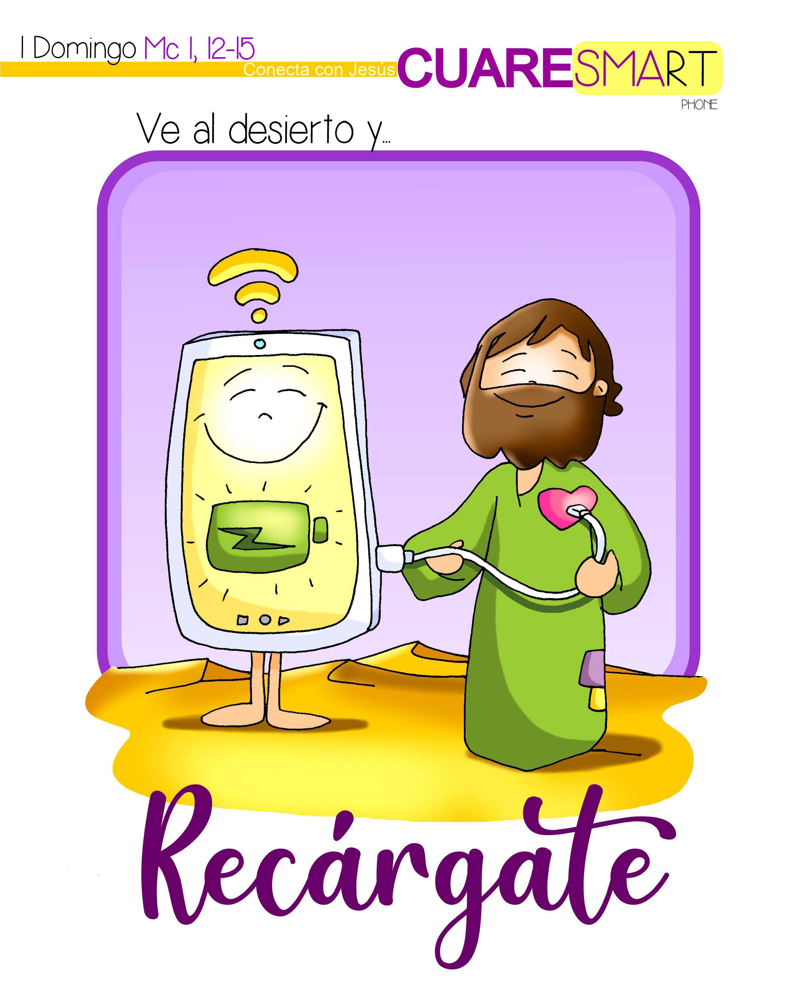 I Domingo Mc 1, 12-15
Conecta con Jesús
CUARESMART
PHONE
Ve al desierto y...
Recárgate